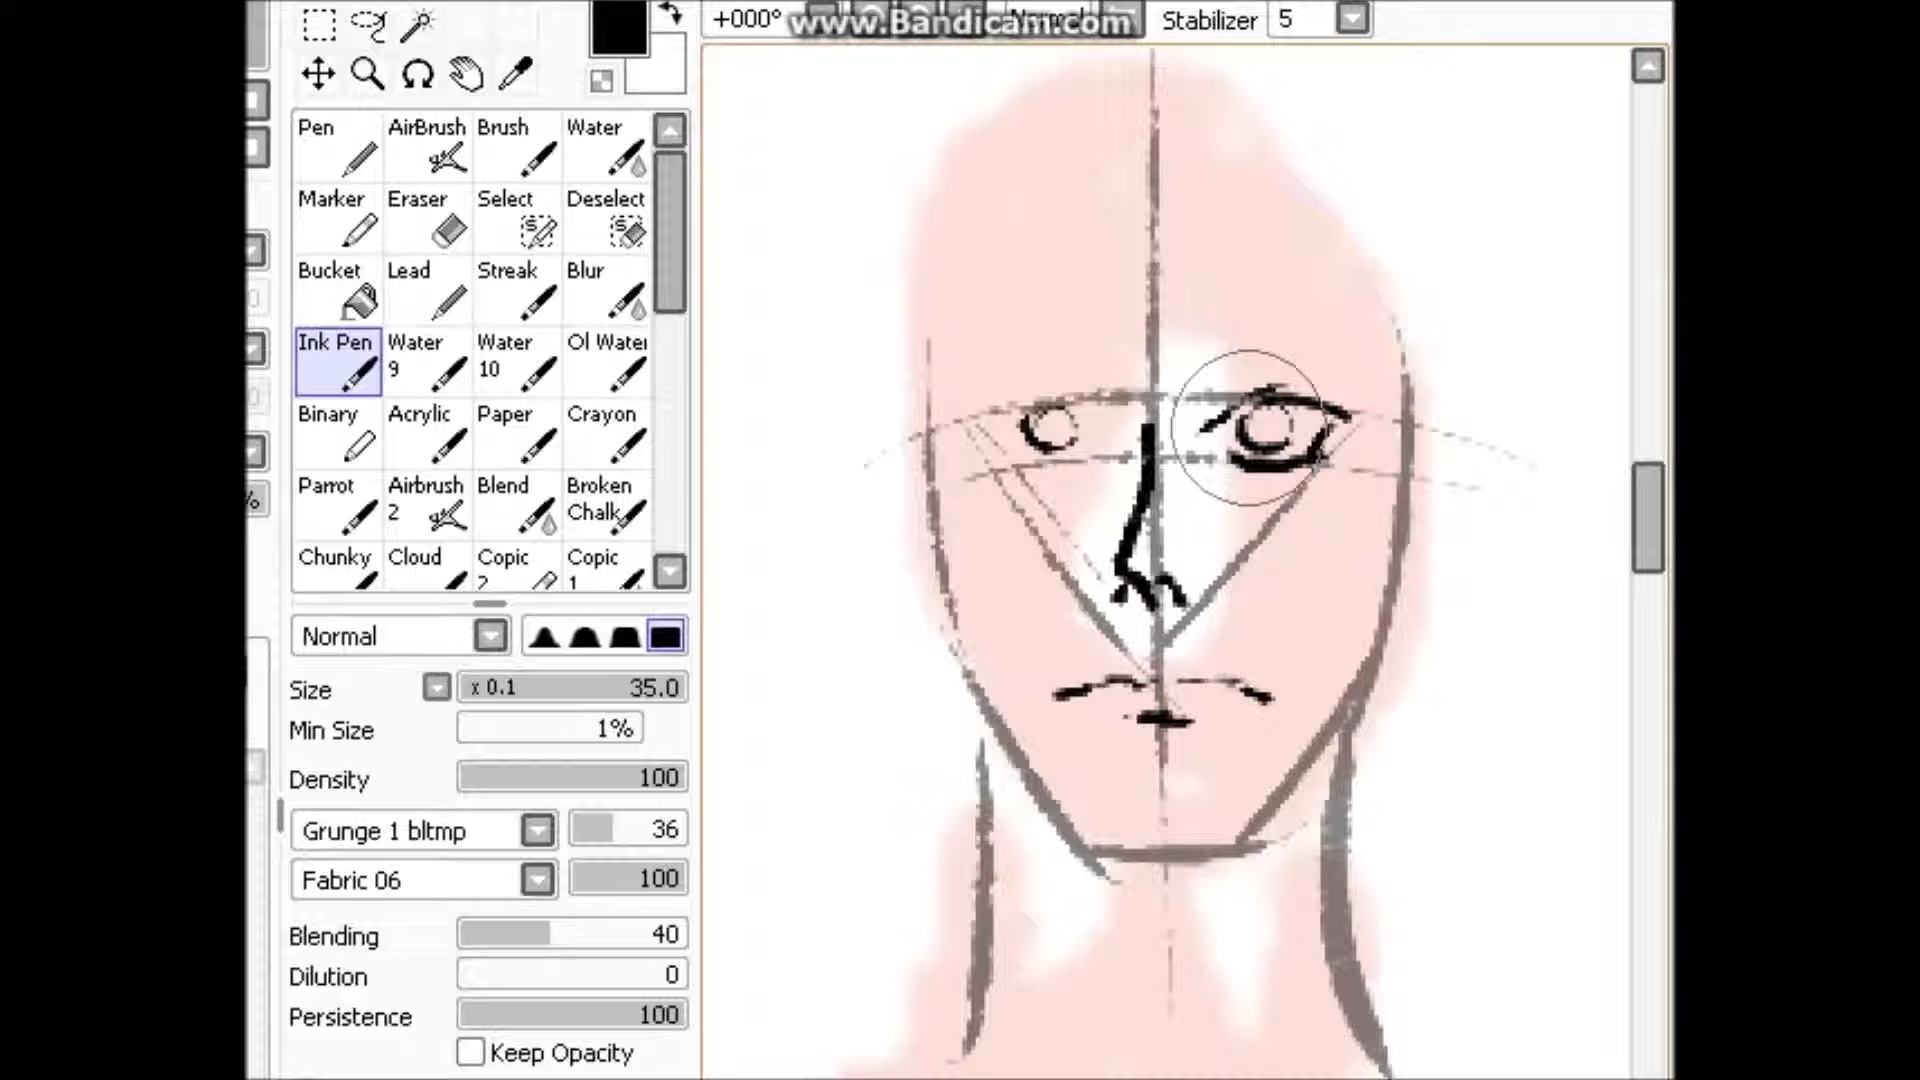 +000° Normal Stabilizer 5
www.Bandicam.com
Pen AirBrush Brush Water
Marker Eraser Select Deselect
Bucket Lead Streak Blur
Ink Pen Water 9 Water 10 Ol Water
Binary Acrylic Paper Crayon
Parrot Airbrush 2 Blend Broken Chalk
Chunky Cloud Copic 2 Copic 1
Normal
Size x 0.1 35.0
Min Size 1%
Density 100
Grunge 1 bltmp 36
Fabric 06 100
Blending 40
Dilution 0
Persistence 100
Keep Opacity
%